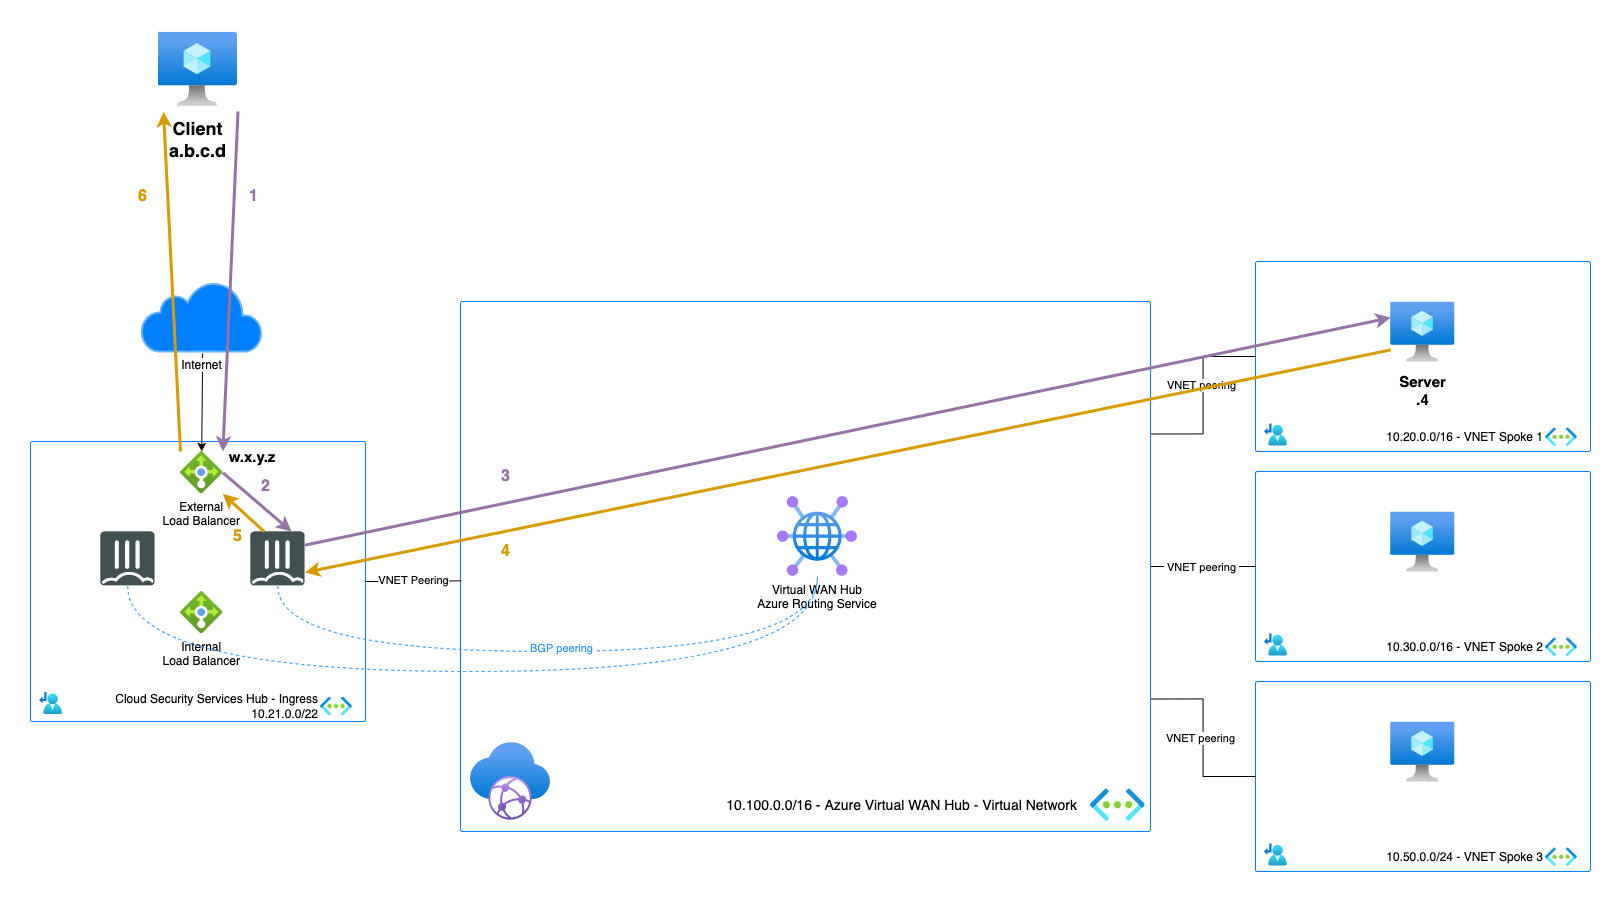 Client
a.b.c.d
6
1
Internet
w.x.y.z
2
External
Load Balancer
5
3
4
VNET Peering
Internal
Load Balancer
BGP peering
Cloud Security Services Hub - Ingress
10.21.0.0/22
Virtual WAN Hub
Azure Routing Service
10.100.0.0/16 - Azure Virtual WAN Hub - Virtual Network
VNET peering
Server
.4
10.20.0.0/16 - VNET Spoke 1
VNET peering
10.30.0.0/16 - VNET Spoke 2
VNET peering
10.50.0.0/24 - VNET Spoke 3